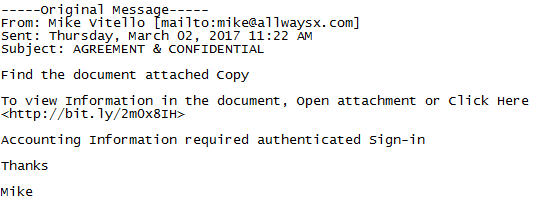 -----Original Message-----
From: Mike Vitello [mailto:mike@allwaysx.com]
Sent: Thursday, March 02, 2017 11:22 AM
Subject: AGREEMENT & CONFIDENTIAL
Find the document attached Copy
To view Information in the document, Open attachment or Click Here
<http://bit.ly/2mOx8IH>
Accounting Information required authenticated Sign-in
Thanks
Mike